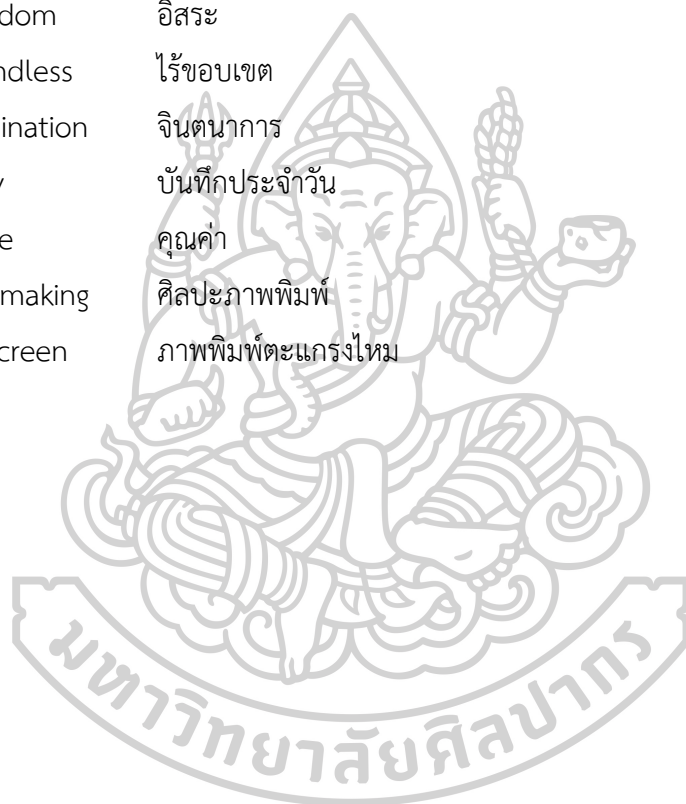 dom อิสระ
ndless ไร้ขอบเขต
ination จินตนาการ
y บันทึกประจำวัน
e คุณค่า
making ศิลปะภาพพิมพ์
creen ภาพพิมพ์ตะแกรงไหม
มหาวิทยาลัยศิลปากร